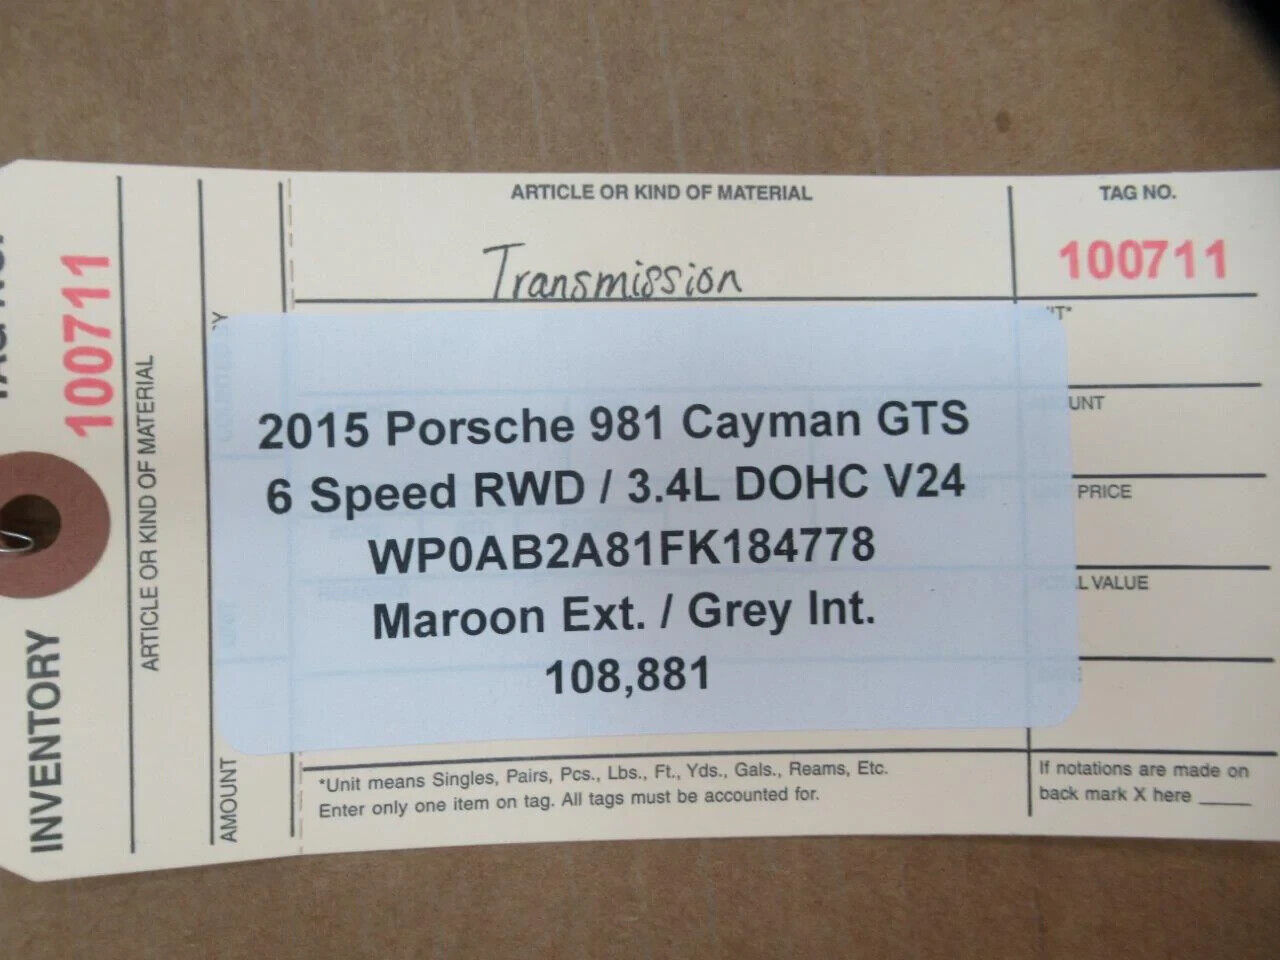 ARTICLE OR KIND OF MATERIAL
TAG NO.
Transmission
100711
UNT
PRICE
L VALUE
2015 Porsche 981 Cayman GTS
6 Speed RWD / 3.4L DOHC V24
WP0AB2A81FK184778
Maroon Ext. / Grey Int.
108,881
*Unit means Singles, Pairs, Pcs., Lbs., Ft., Yds., Gals., Reams, Etc.
Enter only one item on tag. All tags must be accounted for.
If notations are made on
back mark X here _____
INVENTORY
100711
ARTICLE OR KIND OF MATERIAL
AMOUNT